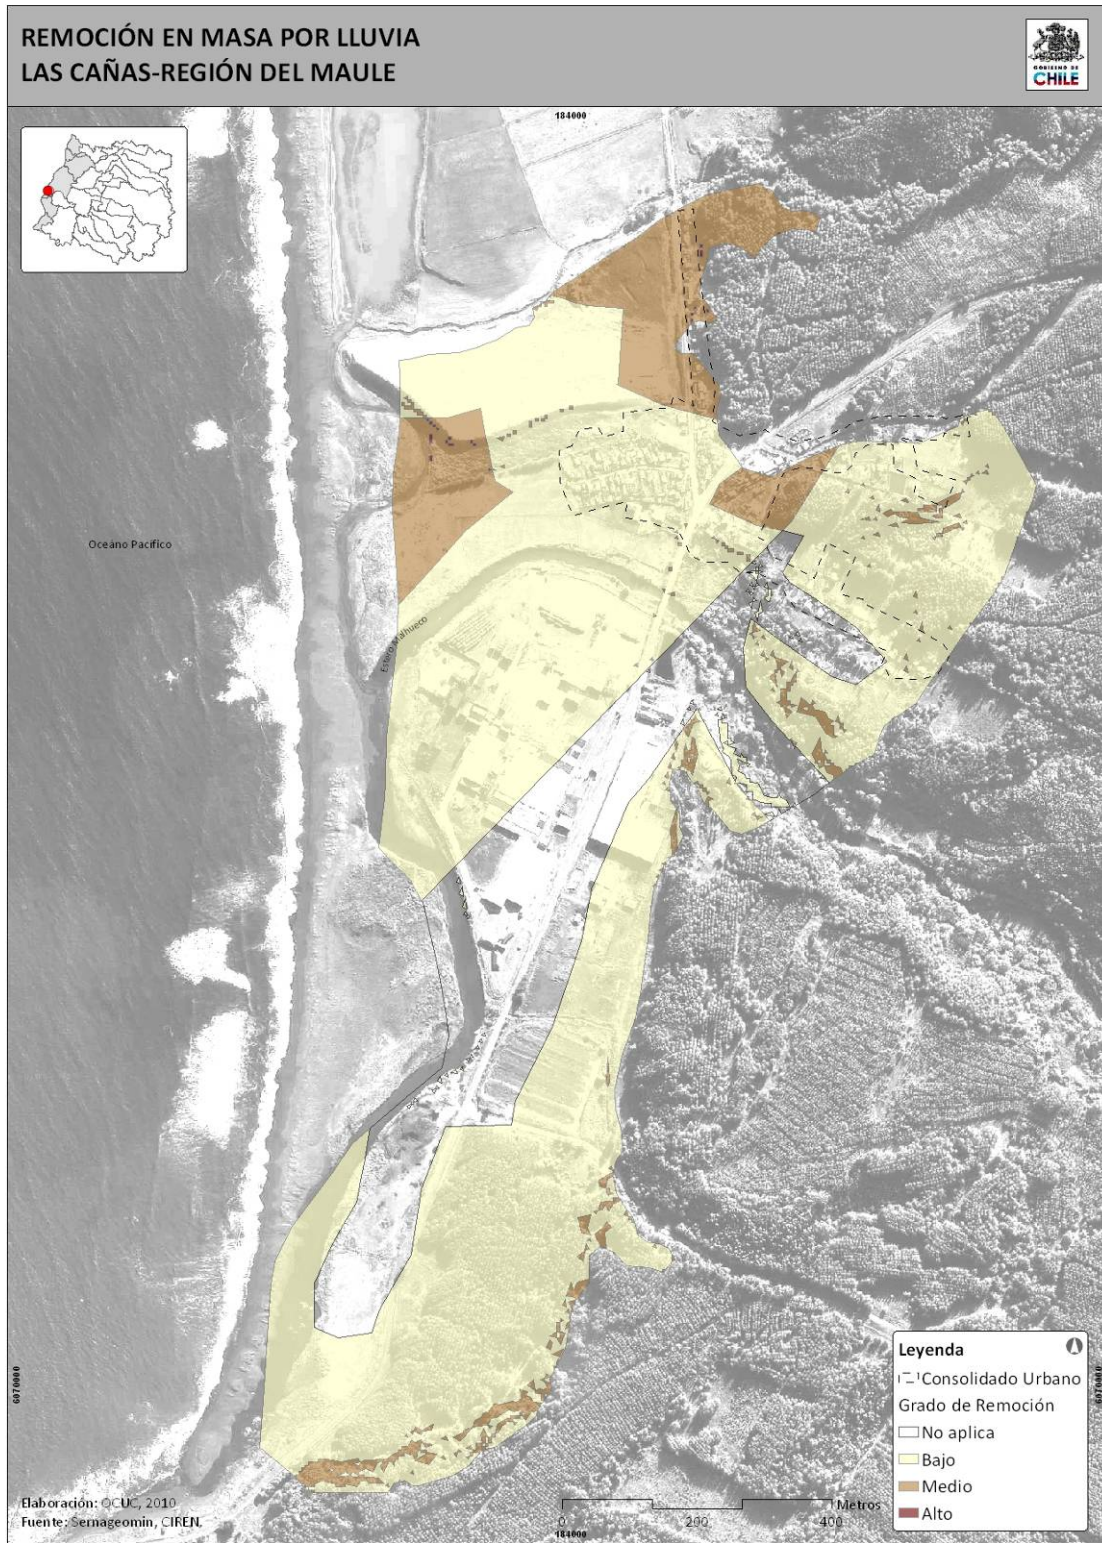 REMOCIÓN EN MASA POR LLUVIA
LAS CAÑAS-REGIÓN DEL MAULE
GOBIERNO DE
CHILE
184000
Oceáno Pacifico
Estero Malhueco
6070000
6070000
Leyenda
Consolidado Urbano
Grado de Remoción
No aplica
Bajo
Medio
Alto
Elaboración: OCUC, 2010
Fuente: Sernageomin, CIREN.
Metros
0 200 400
184000